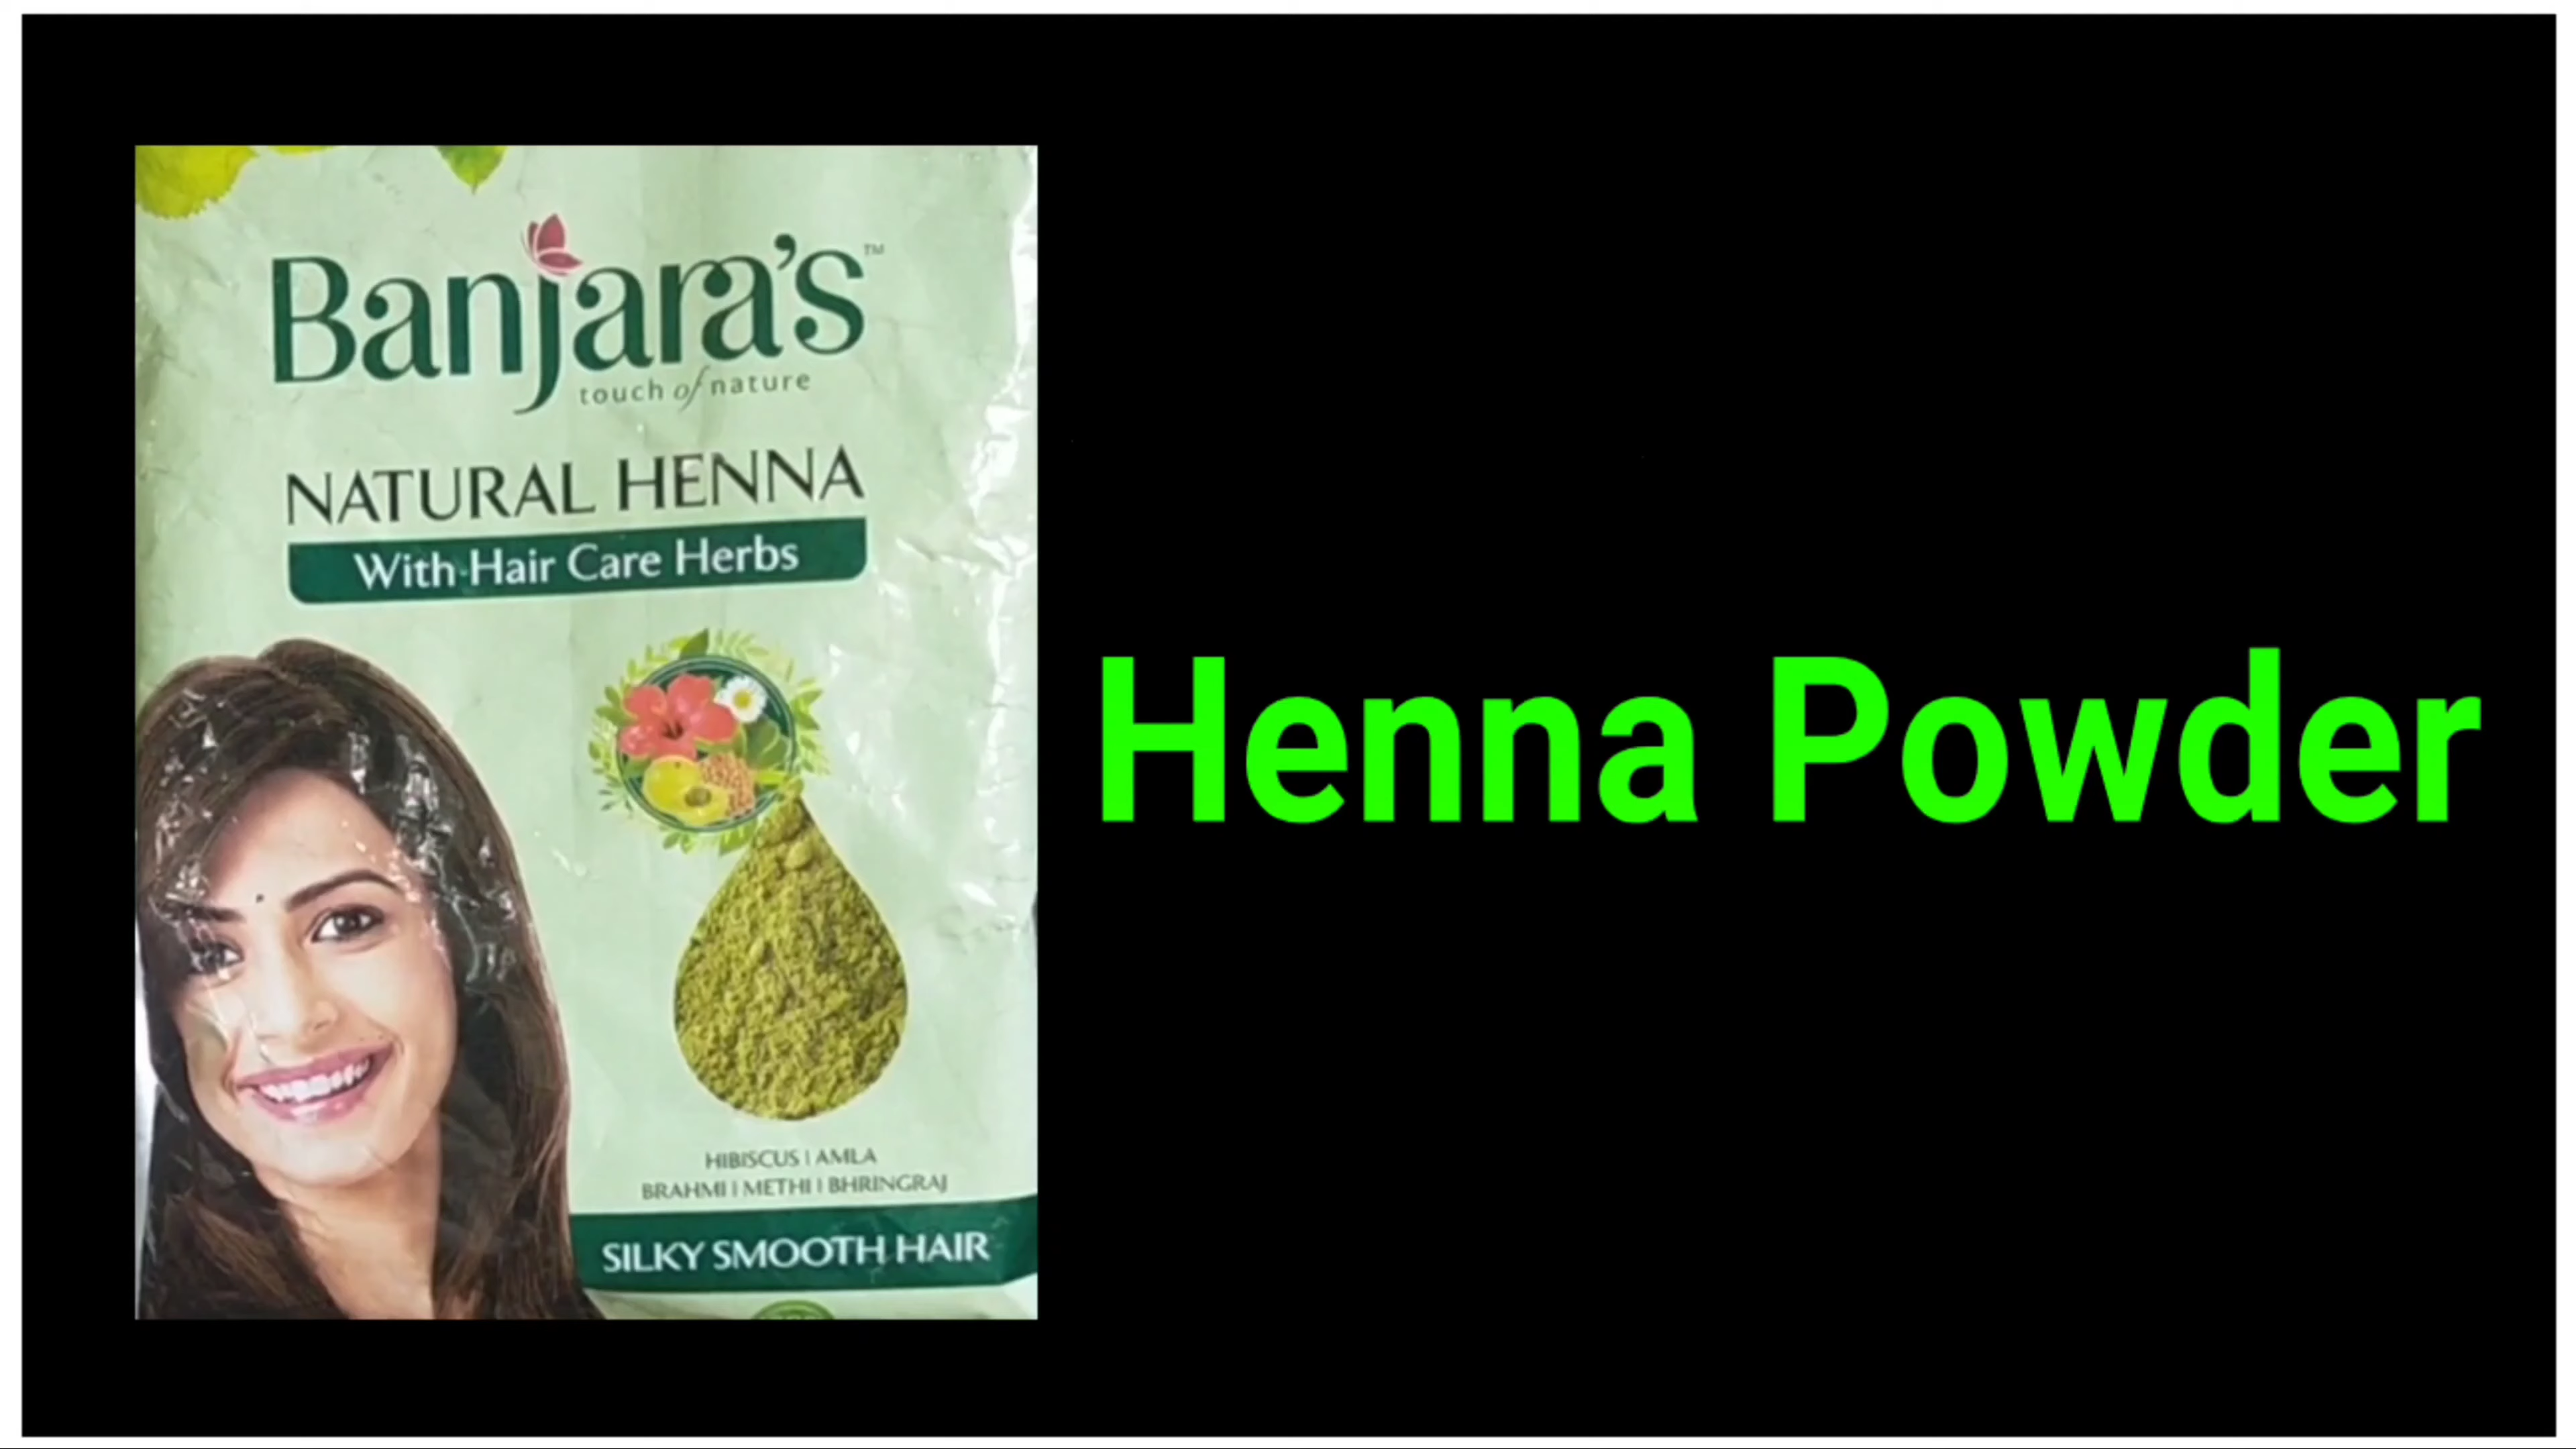 Banjara's™
touch of nature
NATURAL HENNA
With Hair Care Herbs
HIBISCUS | AMLA
BRAHMI | METHI | BHRINGRAJ
SILKY SMOOTH HAIR
Henna Powder